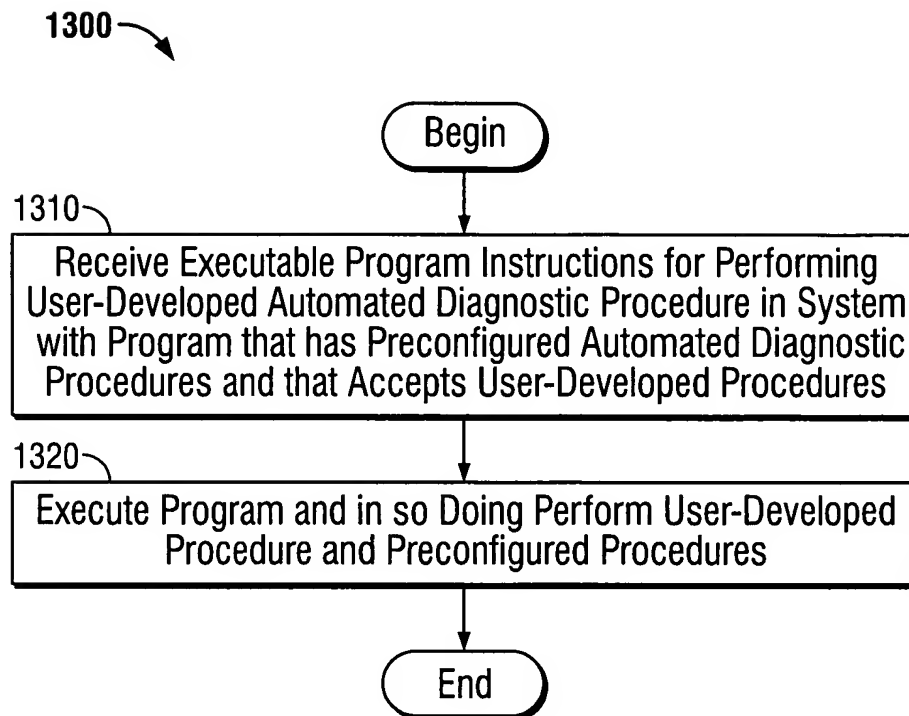 1300
Begin
1310
Receive Executable Program Instructions for Performing
User-Developed Automated Diagnostic Procedure in System
with Program that has Preconfigured Automated Diagnostic
Procedures and that Accepts User-Developed Procedures
1320
Execute Program and in so Doing Perform User-Developed
Procedure and Preconfigured Procedures
End